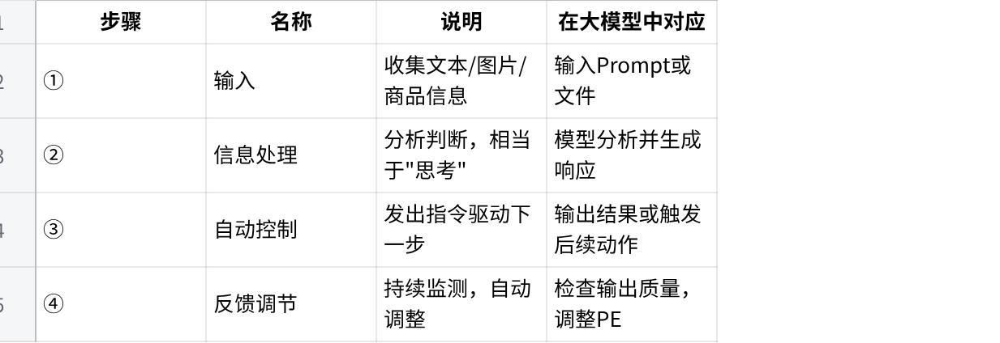 步骤 名称 说明 在大模型中对应
① 输入 收集文本/图片/商品信息 输入Prompt或文件
② 信息处理 分析判断，相当于"思考" 模型分析并生成响应
③ 自动控制 发出指令驱动下一步 输出结果或触发后续动作
④ 反馈调节 持续监测，自动调整 检查输出质量，调整PE